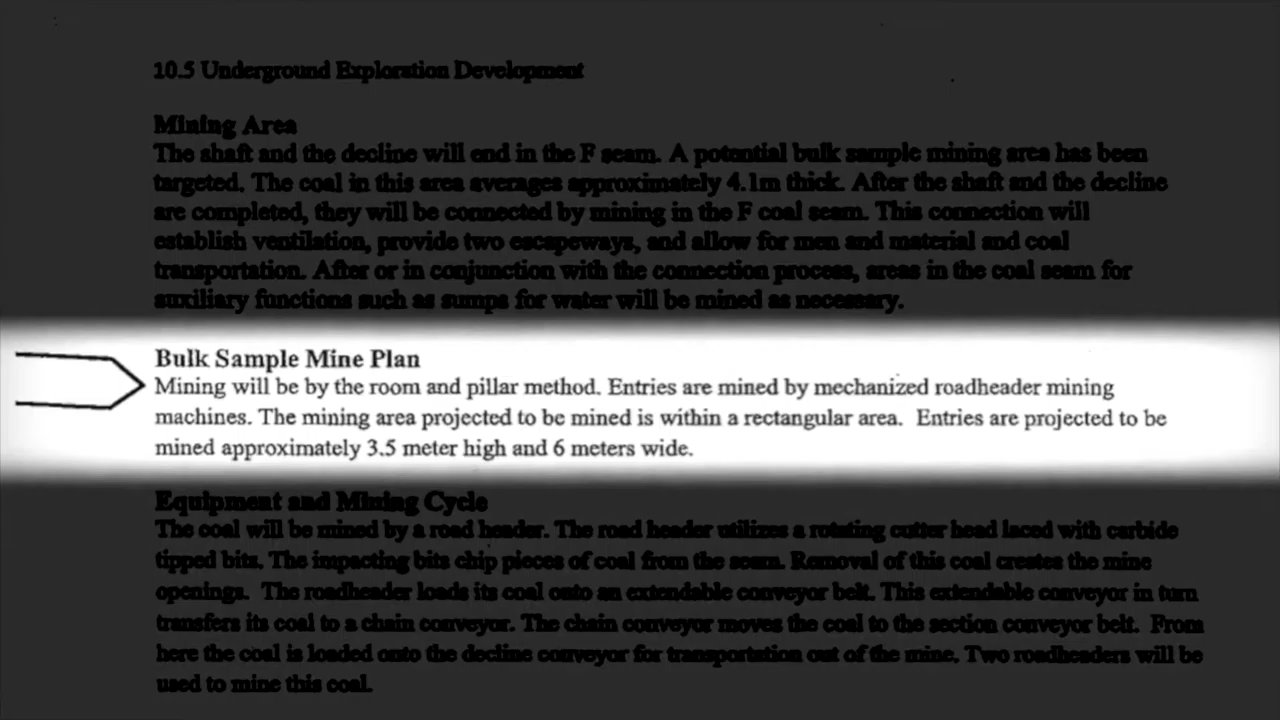 10.5 Underground Exploration Development
Mining Area
The shaft and the decline will end in the F seam. A potential bulk sample mining area has been
targeted. The coal in this area averages approximately 4.1m thick. After the shaft and the decline
are completed, they will be connected by mining in the F coal seam. This connection will
establish ventilation, provide two escapeways, and allow for men and material and coal
transportation. After or in conjunction with the connection process, areas in the coal seam for
auxiliary functions such as sumps for water will be mined as necessary.
Bulk Sample Mine Plan
Mining will be by the room and pillar method. Entries are mined by mechanized roadheader mining
machines. The mining area projected to be mined is within a rectangular area. Entries are projected to be
mined approximately 3.5 meter high and 6 meters wide.
Equipment and Mining Cycle
The coal will be mined by a road header. The road header utilizes a rotating cutter head laced with carbide
tipped bits. The impacting bits chip pieces of coal from the seam. Removal of this coal creates the mine
openings. The roadheader loads its coal onto an extendable conveyor belt. This extendable conveyor in turn
transfers its coal to a chain conveyor. The chain conveyor moves the coal to the section conveyor belt. From
here the coal is loaded onto the decline conveyor for transportation out of the mine. Two roadheaders will be
used to mine this coal.